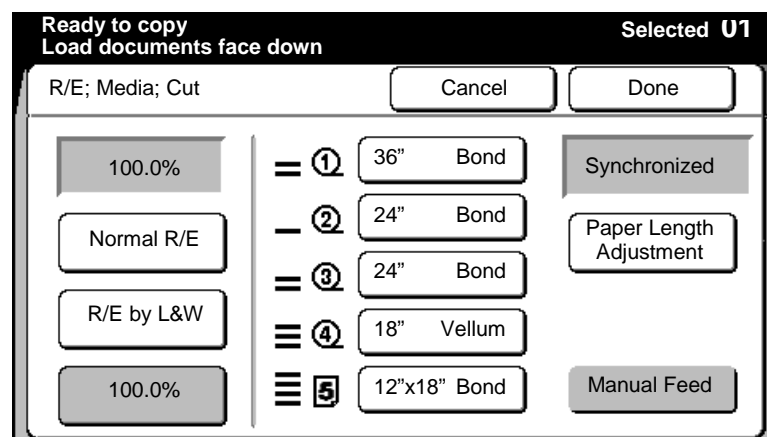 Ready to copy
Load documents face down
Selected 01
R/E; Media; Cut
Cancel
Done
100.0%
Normal R/E
R/E by L&W
100.0%
1 36” Bond
2 24” Bond
3 24” Bond
4 18” Vellum
5 12”x18” Bond
Synchronized
Paper Length
Adjustment
Manual Feed